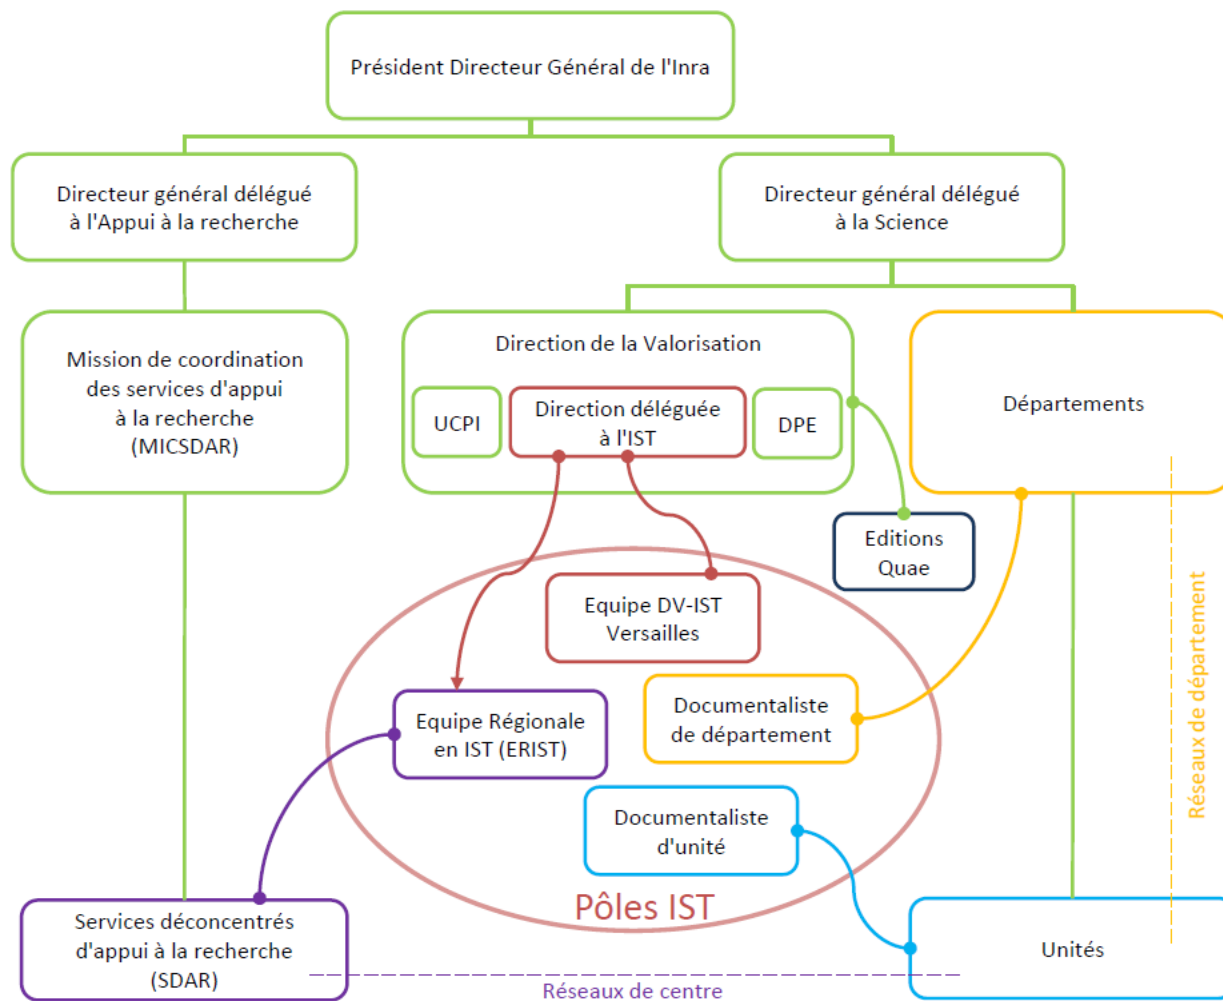 Président Directeur Général de l'Inra
Directeur général délégué
à l'Appui à la recherche
Directeur général délégué
à la Science
Mission de coordination
des services d'appui
à la recherche
(MICSDAR)
Direction de la Valorisation
UCPI
Direction déléguée
à l'IST
DPE
Départements
Editions
Quae
Equipe DV-IST
Versailles
Equipe Régionale
en IST (ERIST)
Documentaliste
de département
Documentaliste
d'unité
Pôles IST
Réseaux de département
Services déconcentrés
d'appui à la recherche
(SDAR)
Unités
Réseaux de centre